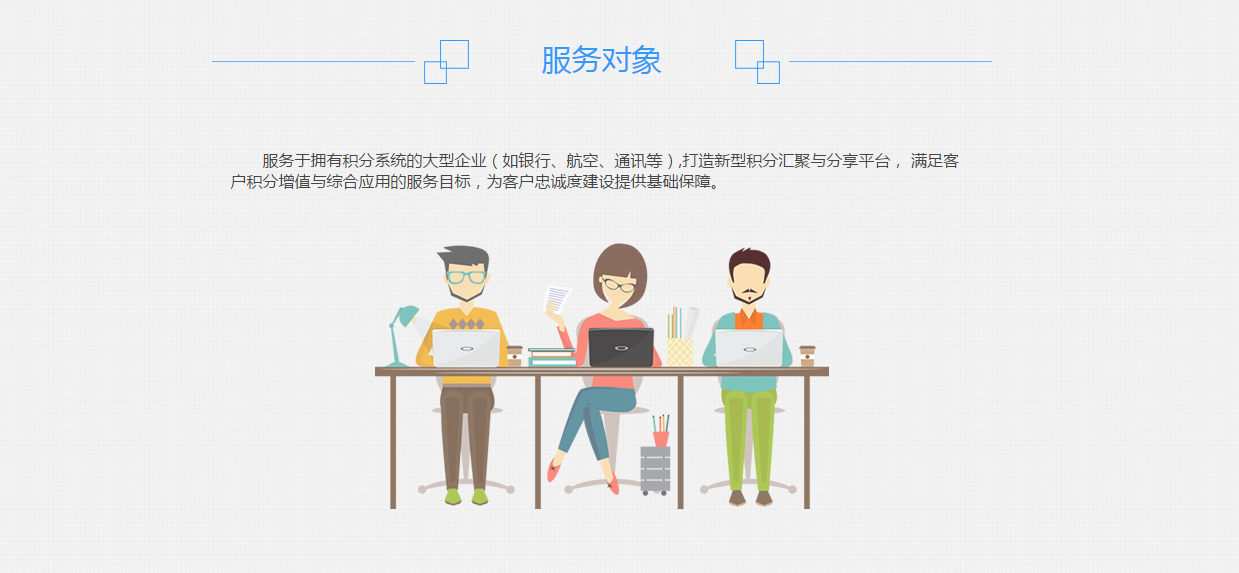 服务对象
服务于拥有积分系统的大型企业（如银行、航空、通讯等）,打造新型积分汇聚与分享平台， 满足客
户积分增值与综合应用的服务目标，为客户忠诚度建设提供基础保障。